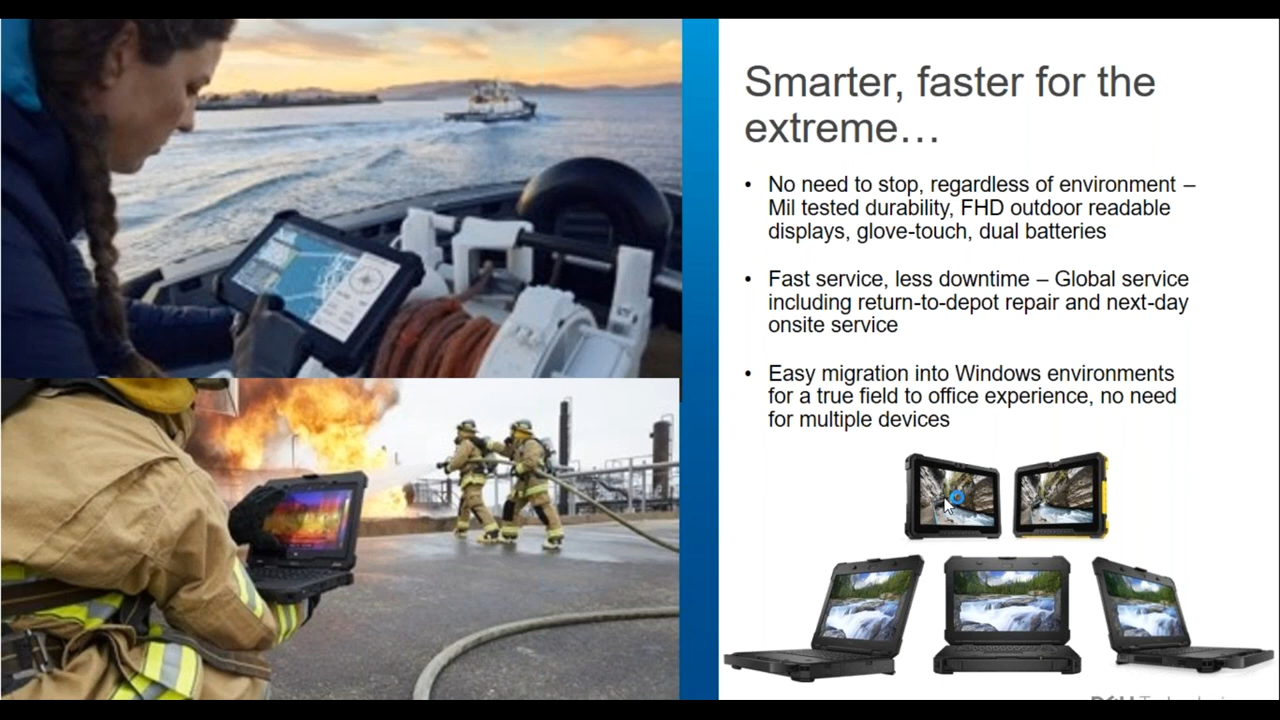 Smarter, faster for the
extreme…
• No need to stop, regardless of environment –
Mil tested durability, FHD outdoor readable
displays, glove-touch, dual batteries
• Fast service, less downtime – Global service
including return-to-depot repair and next-day
onsite service
• Easy migration into Windows environments
for a true field to office experience, no need
for multiple devices